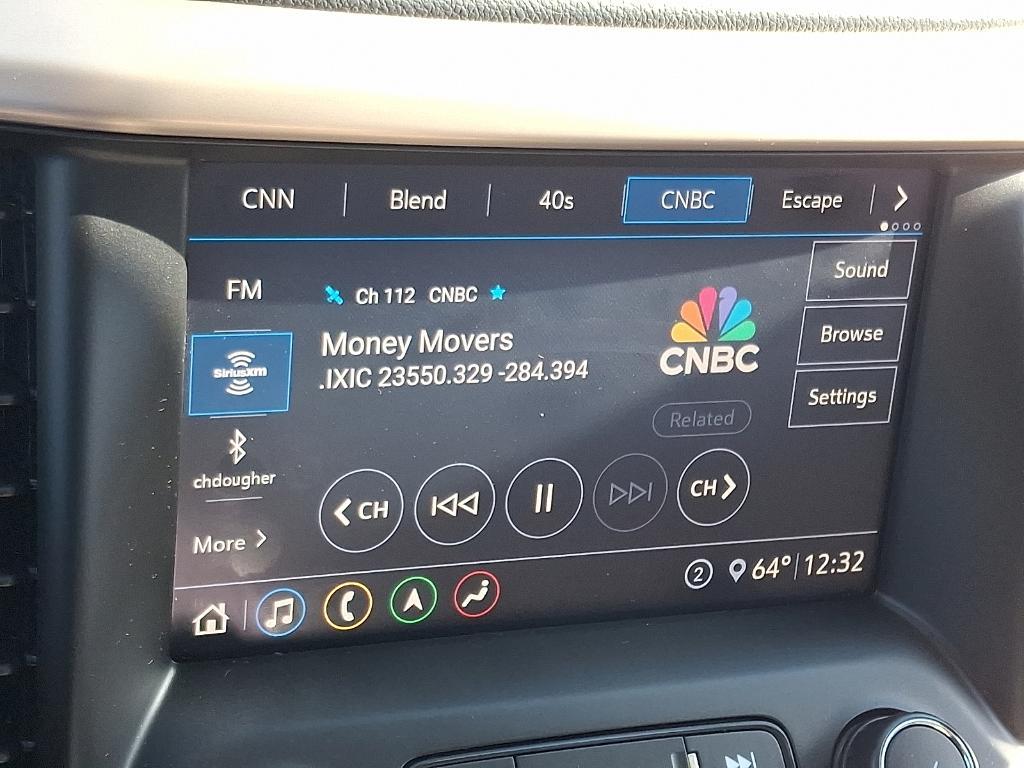 CNN Blend 40s CNBC Escape
FM
Ch 112 CNBC
Money Movers
.IXIC 23550.329 -284.394
CNBC
Related
Sound
Browse
Settings
SiriusXM
chdougher
More
CH
CH
2 64° 12:32